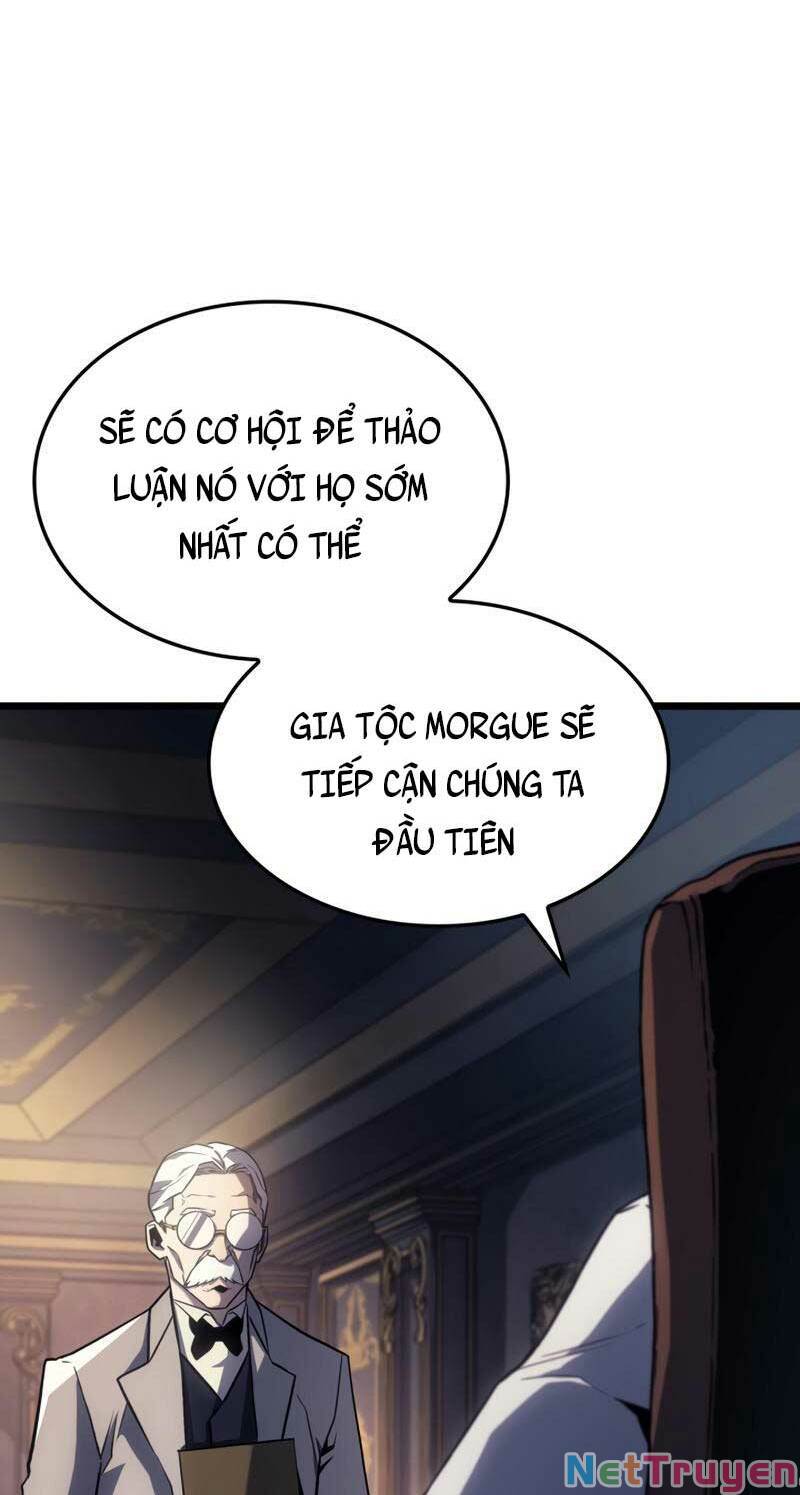 SẼ CÓ CƠ HỘI ĐỂ THẢO
LUẬN NÓ VỚI HỌ SỚM
NHẤT CÓ THỂ
GIA TỘC MORGUE SẼ
TIẾP CẬN CHÚNG TA
ĐẦU TIÊN
NetTruyen